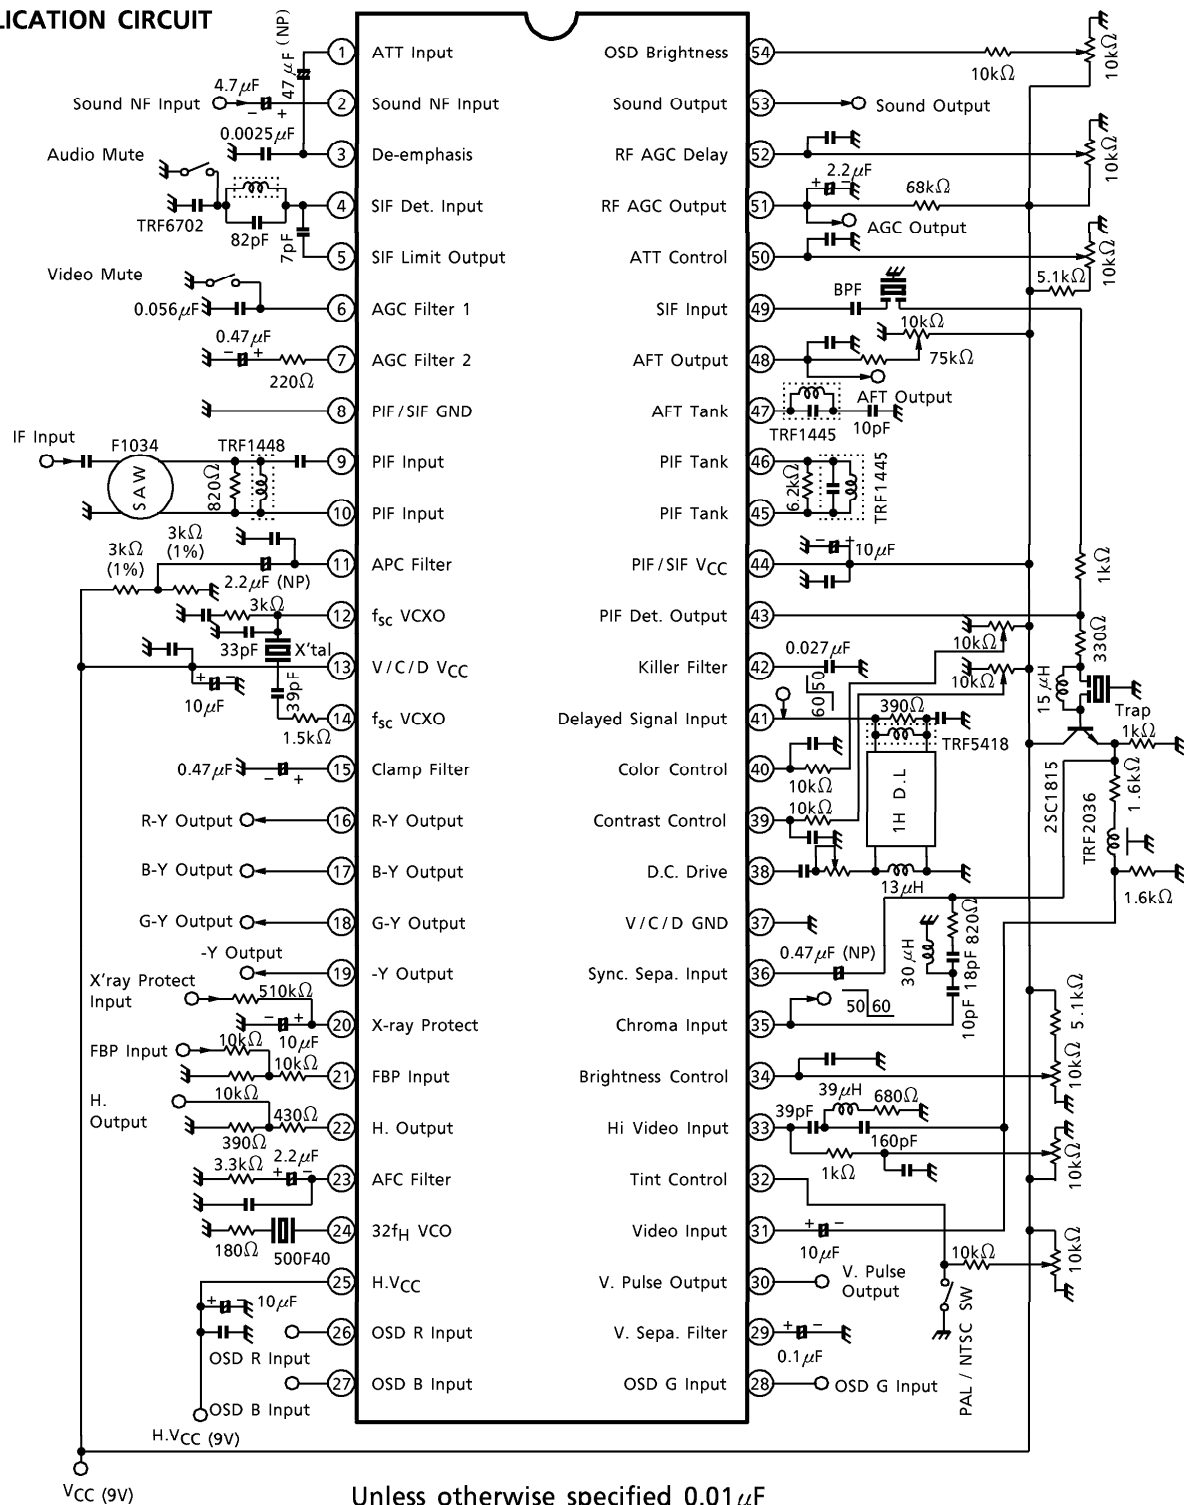 LICATION CIRCUIT
1 ATT Input
2 Sound NF Input
3 De-emphasis
4 SIF Det. Input
5 SIF Limit Output
6 AGC Filter 1
7 AGC Filter 2
8 PIF/SIF GND
9 PIF Input
10 PIF Input
11 APC Filter
12 fsc VCXO
13 V/C/D VCC
14 fsc VCXO
15 Clamp Filter
16 R-Y Output
17 B-Y Output
18 G-Y Output
19 -Y Output
20 X-ray Protect
21 FBP Input
22 H. Output
23 AFC Filter
24 32fH VCO
25 H.VCC
26 OSD R Input
27 OSD B Input
OSD Brightness 54
Sound Output 53
RF AGC Delay 52
RF AGC Output 51
ATT Control 50
SIF Input 49
AFT Output 48
AFT Tank 47
PIF Tank 46
PIF Tank 45
PIF/SIF VCC 44
PIF Det. Output 43
Killer Filter 42
Delayed Signal Input 41
Color Control 40
Contrast Control 39
D.C. Drive 38
V/C/D GND 37
Sync. Sepa. Input 36
Chroma Input 35
Brightness Control 34
Hi Video Input 33
Tint Control 32
Video Input 31
V. Pulse Output 30
V. Sepa. Filter 29
OSD G Input 28
47μF (NP)
4.7μF
Sound NF Input
− +
0.0025μF
Audio Mute
TRF6702
82pF
7pF
Video Mute
0.056μF
0.47μF
− +
220Ω
IF Input
F1034
SAW
TRF1448
820Ω
3kΩ
(1%)
3kΩ
(1%)
2.2μF (NP)
3kΩ
33pF
X'tal
+ −
10μF
39pF
1.5kΩ
0.47μF
− +
R-Y Output
B-Y Output
G-Y Output
-Y Output
X'ray Protect
Input
510kΩ
− +
10μF
FBP Input
10kΩ
10kΩ
10kΩ
H.
Output
430Ω
390Ω
3.3kΩ
2.2μF
+ −
180Ω
500F40
+ −
10μF
OSD R Input
OSD B Input
H.VCC (9V)
VCC (9V)
10kΩ
10kΩ
Sound Output
10kΩ
2.2μF
+ −
68kΩ
AGC Output
10kΩ
5.1kΩ
BPF
10kΩ
75kΩ
AFT Output
TRF1445
10pF
6.2kΩ
TRF1445
− +
10μF
1kΩ
10kΩ
330Ω
0.027μF
60 50
10kΩ
15μH
Trap
390Ω
TRF5418
1kΩ
10kΩ
1H D.L
10kΩ
2SC1815
1.6kΩ
TRF2036
13μH
1.6kΩ
0.47μF (NP)
30μH
820Ω
18pF
50 60
10pF
5.1kΩ
10kΩ
39μH
680Ω
39pF
160pF
1kΩ
10kΩ
+ −
10μF
10kΩ
10kΩ
V. Pulse
Output
PAL / NTSC SW
+ −
0.1μF
OSD G Input
Unless otherwise specified 0.01μF